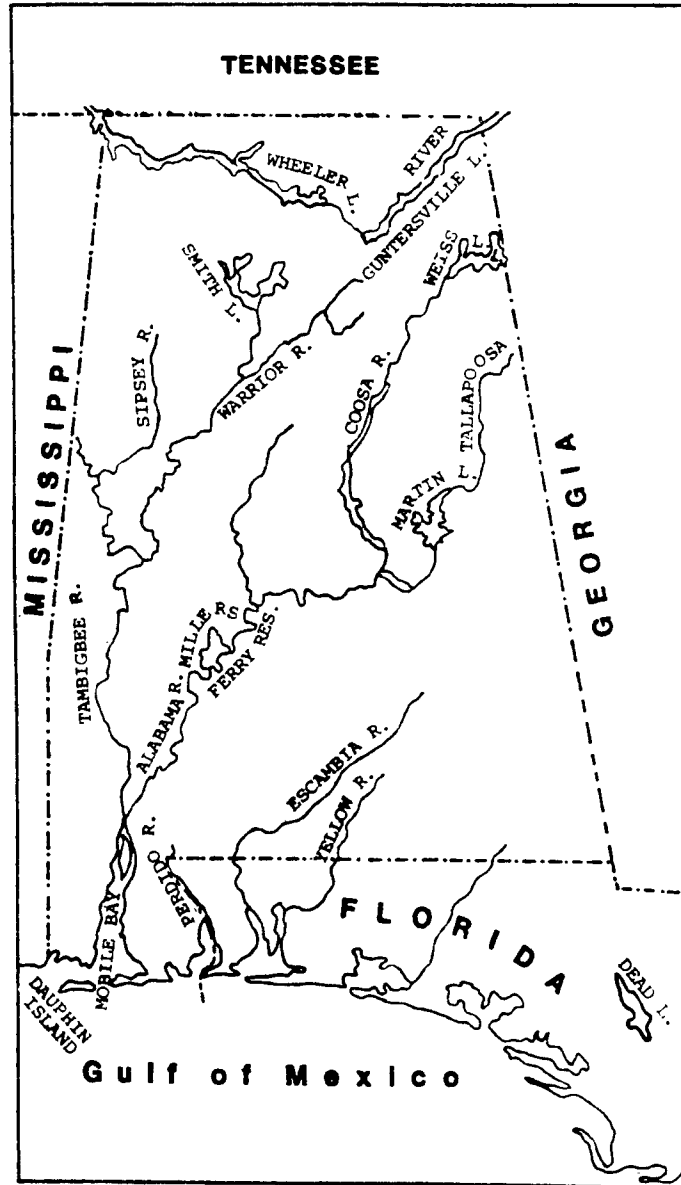 TENNESSEE
RIVER
WHEELER L.
GUNTERSVILLE L.
SMITH L.
WEISS L.
SIPSEY R.
WARRIOR R.
COOSA R.
TALLAPOOSA
MISSISSIPPI
MARTIN L.
GEORGIA
TAMBIGBEE R.
MILLERS
FERRY RES.
ALABAMA R.
ESCAMBIA R.
YELLOW R.
PERDIDO R.
FLORIDA
MOBILE BAY
DEAD L.
DAUPHIN
ISLAND
Gulf of Mexico